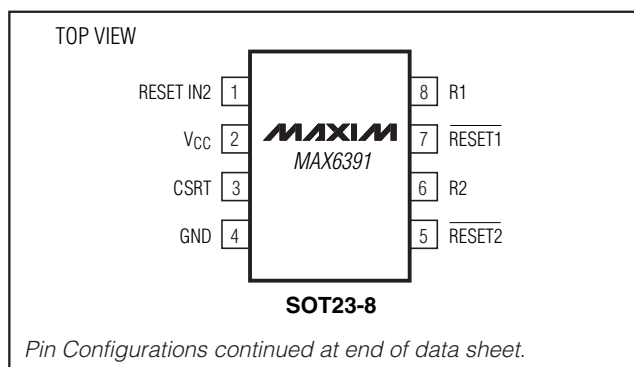 TOP VIEW
RESET IN2 1
VCC 2
CSRT 3
GND 4
MAXIM
MAX6391
8 R1
7 RESET1
6 R2
5 RESET2
SOT23-8
Pin Configurations continued at end of data sheet.